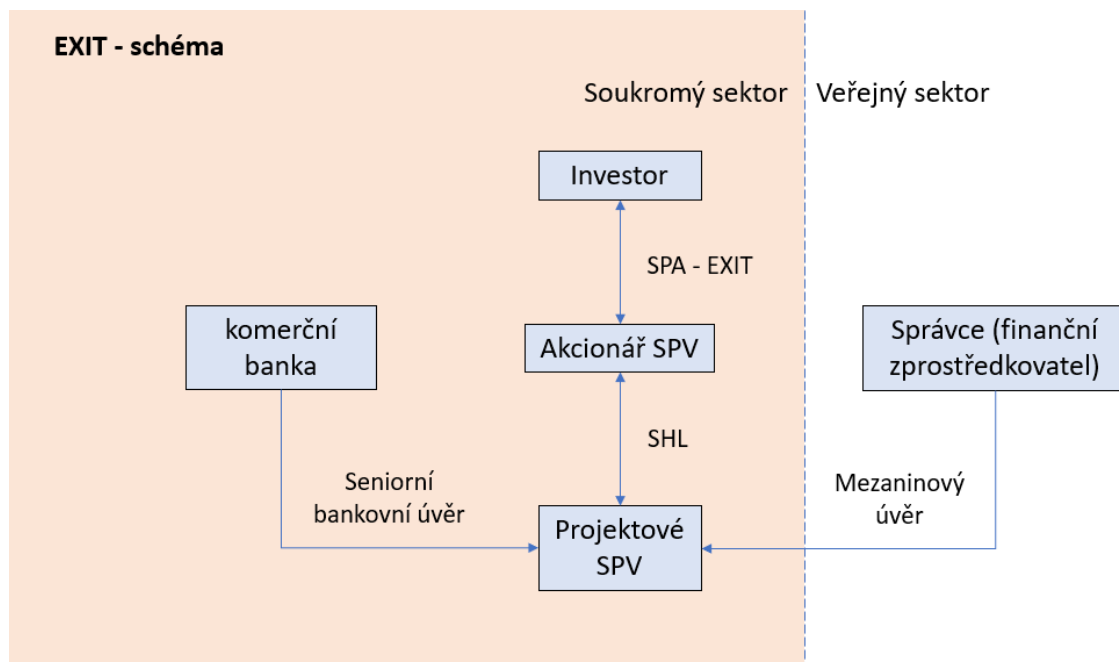 EXIT - schéma
Soukromý sektor
Veřejný sektor
Investor
SPA - EXIT
komerční
banka
Akcionář SPV
Správce (finanční
zprostředkovatel)
SHL
Seniorní
bankovní úvěr
Mezaninový
úvěr
Projektové
SPV